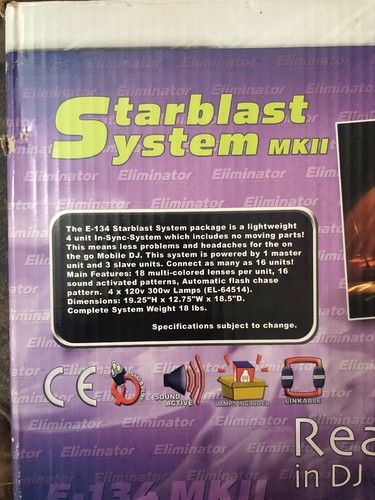 Eliminator
Starblast
System MKII
The E-134 Starblast System package is a lightweight
4 unit In-Sync-System which includes no moving parts!
This means less problems and headaches for the on
the go Mobile DJ. This system is powered by 1 master
unit and 3 slave units. Connect as many as 16 units!
Main Features: 18 multi-colored lenses per unit, 16
sound activated patterns, Automatic flash chase
pattern. 4 x 120v 300w Lamps (EL-64514).
Dimensions: 19.25"H x 12.75"W x 18.5"D.
Complete System Weight 18 lbs.
Specifications subject to change.
CE
SOUND
ACTIVE
LAMPS INCLUDED
LINKABLE
Eliminator
Rea
in DJ
E-134 MKII